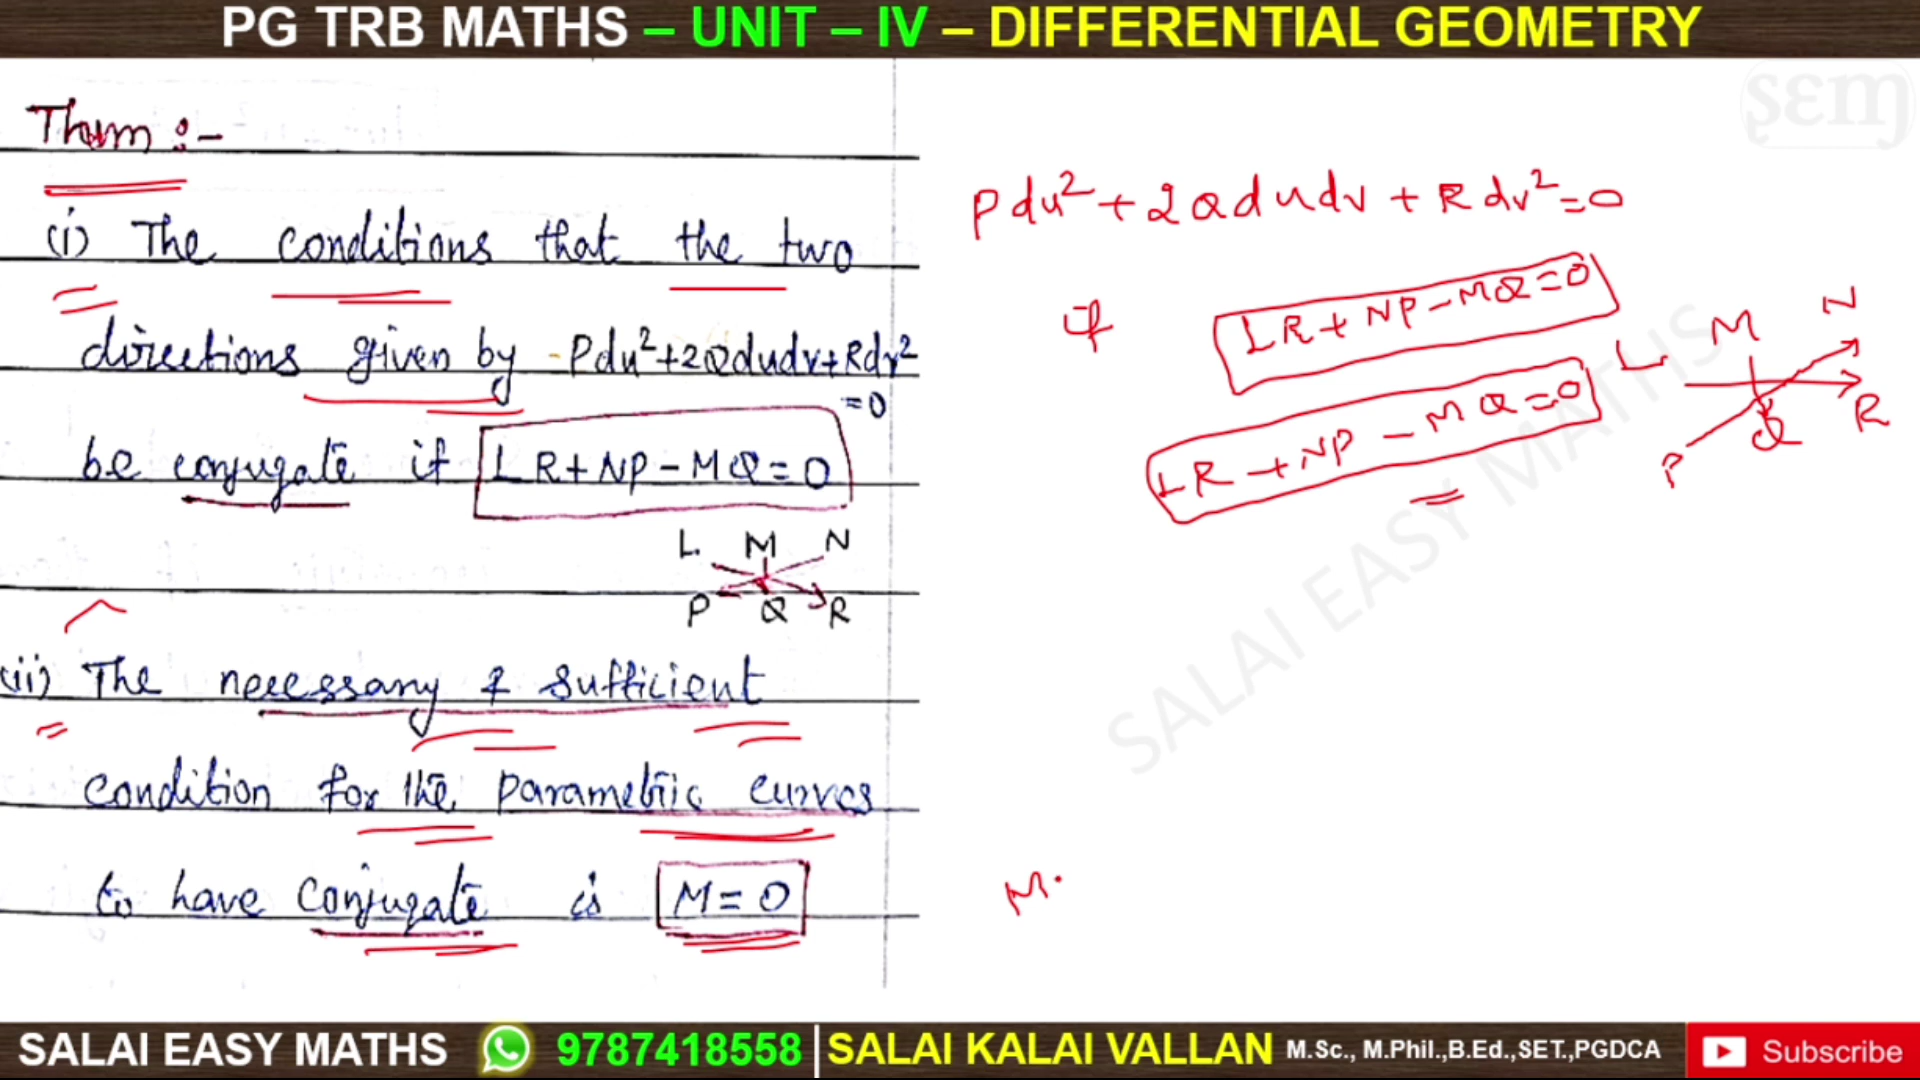 PG TRB MATHS – UNIT – IV – DIFFERENTIAL GEOMETRY
sɛm
Thm :-
(i) The conditions that the two
directions given by Pdu²+2Qdudv+Rdv²
=0
be conjugate if LR+NP-MQ=0
L M N
P Q R
(ii) The necessary & sufficient
condition for the parametric curves
to have conjugate is M=0
Pdu²+2Qdudv+Rdv²=0
if LR+NP-MQ=0
LR+NP-MQ=0
L M N
P Q R
M.
SALAI EASY MATHS
SALAI EASY MATHS 9787418558 | SALAI KALAI VALLAN M.Sc., M.Phil.,B.Ed.,SET.,PGDCA Subscribe